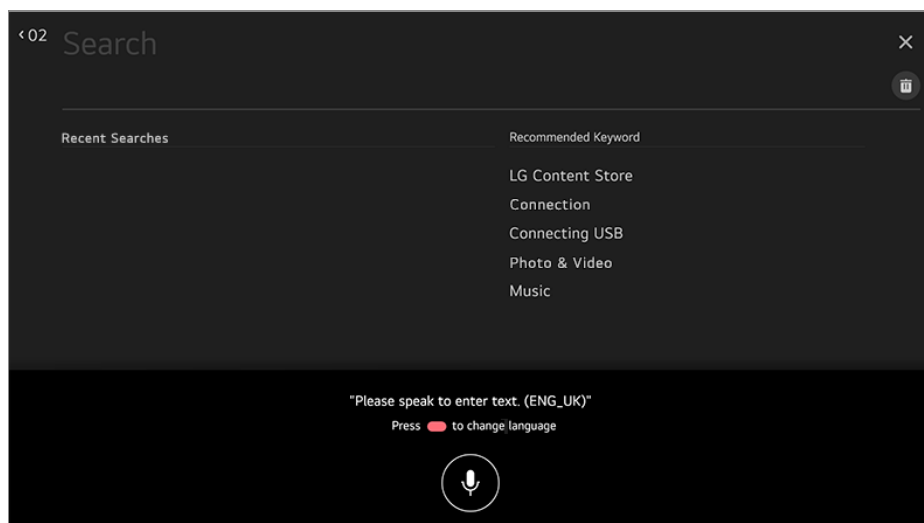 ‹ 02
Search
Recent Searches
Recommended Keyword
LG Content Store
Connection
Connecting USB
Photo & Video
Music
"Please speak to enter text. (ENG_UK)"
Press to change language